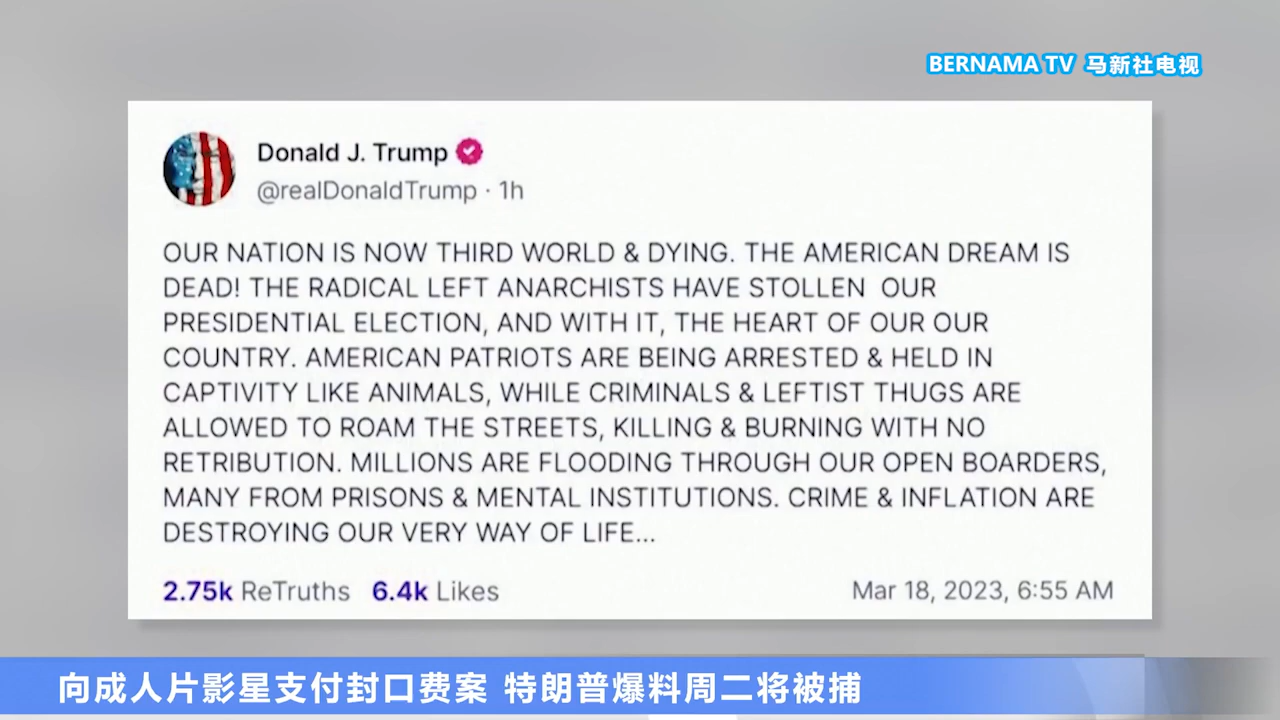 BERNAMA TV 马新社电视
Donald J. Trump
@realDonaldTrump · 1h
OUR NATION IS NOW THIRD WORLD & DYING. THE AMERICAN DREAM IS
DEAD! THE RADICAL LEFT ANARCHISTS HAVE STOLLEN  OUR
PRESIDENTIAL ELECTION, AND WITH IT, THE HEART OF OUR OUR
COUNTRY. AMERICAN PATRIOTS ARE BEING ARRESTED & HELD IN
CAPTIVITY LIKE ANIMALS, WHILE CRIMINALS & LEFTIST THUGS ARE
ALLOWED TO ROAM THE STREETS, KILLING & BURNING WITH NO
RETRIBUTION. MILLIONS ARE FLOODING THROUGH OUR OPEN BOARDERS,
MANY FROM PRISONS & MENTAL INSTITUTIONS. CRIME & INFLATION ARE
DESTROYING OUR VERY WAY OF LIFE...
2.75k ReTruths 6.4k Likes Mar 18, 2023, 6:55 AM
向成人片影星支付封口费案 特朗普爆料周二将被捕